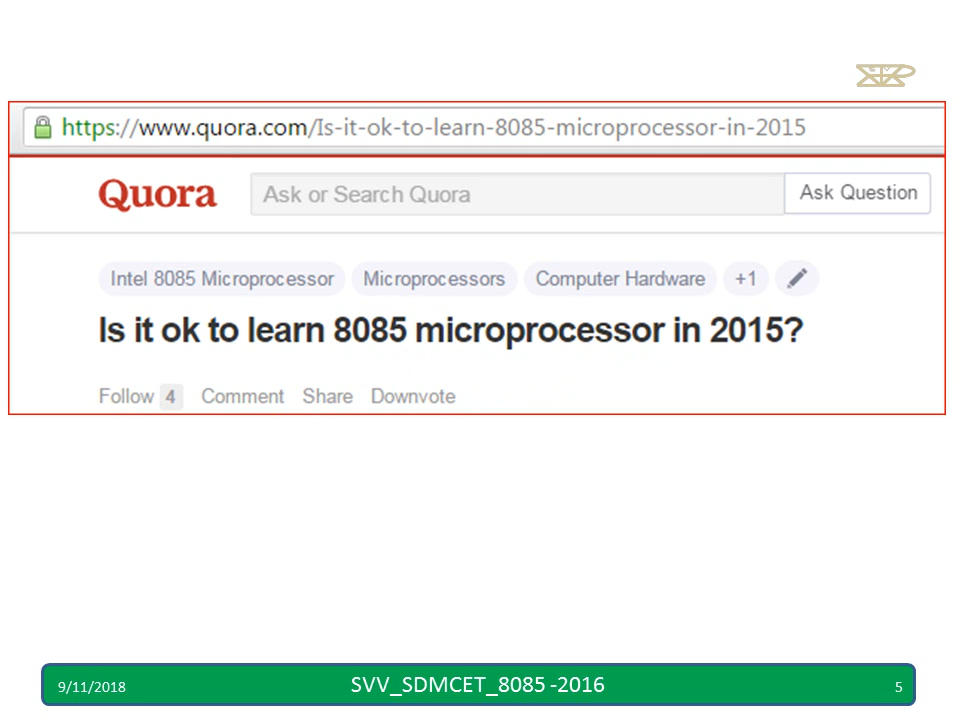 https://www.quora.com/Is-it-ok-to-learn-8085-microprocessor-in-2015
Quora Ask or Search Quora Ask Question
Intel 8085 Microprocessor Microprocessors Computer Hardware +1
Is it ok to learn 8085 microprocessor in 2015?
Follow 4 Comment Share Downvote
9/11/2018 SVV_SDMCET_8085 -2016 5